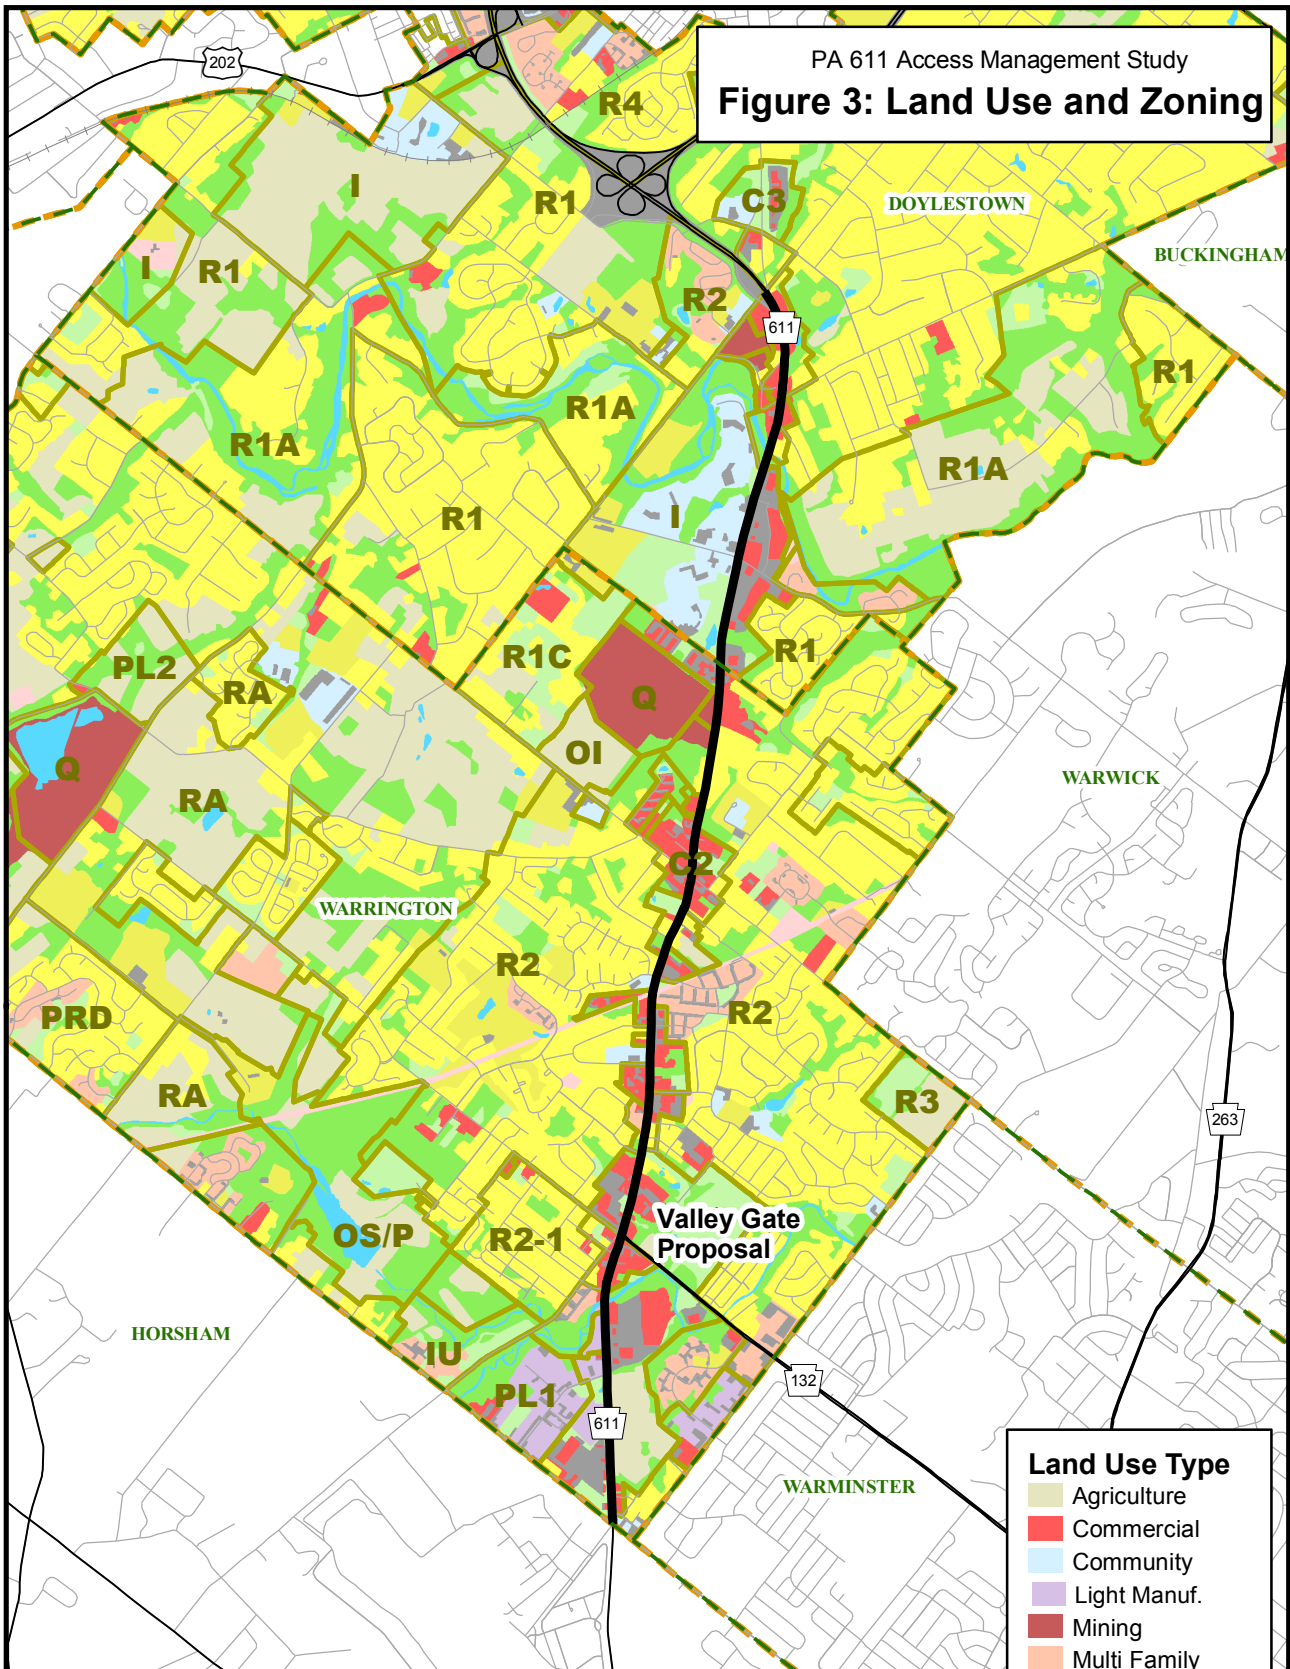 PA 611 Access Management Study
Figure 3: Land Use and Zoning
202
R4
I
R1
C3
DOYLESTOWN
BUCKINGHAM
I
R1
R2
611
R1
R1A
R1A
R1A
R1
I
R1C
R1
PL2
RA
Q
OI
Q
RA
WARWICK
C2
WARRINGTON
R2
R2
PRD
RA
R3
263
Valley Gate
Proposal
OS/P
R2-1
HORSHAM
IU
PL1
132
611
WARMINSTER
Land Use Type
Agriculture
Commercial
Community
Light Manuf.
Mining
Multi Family